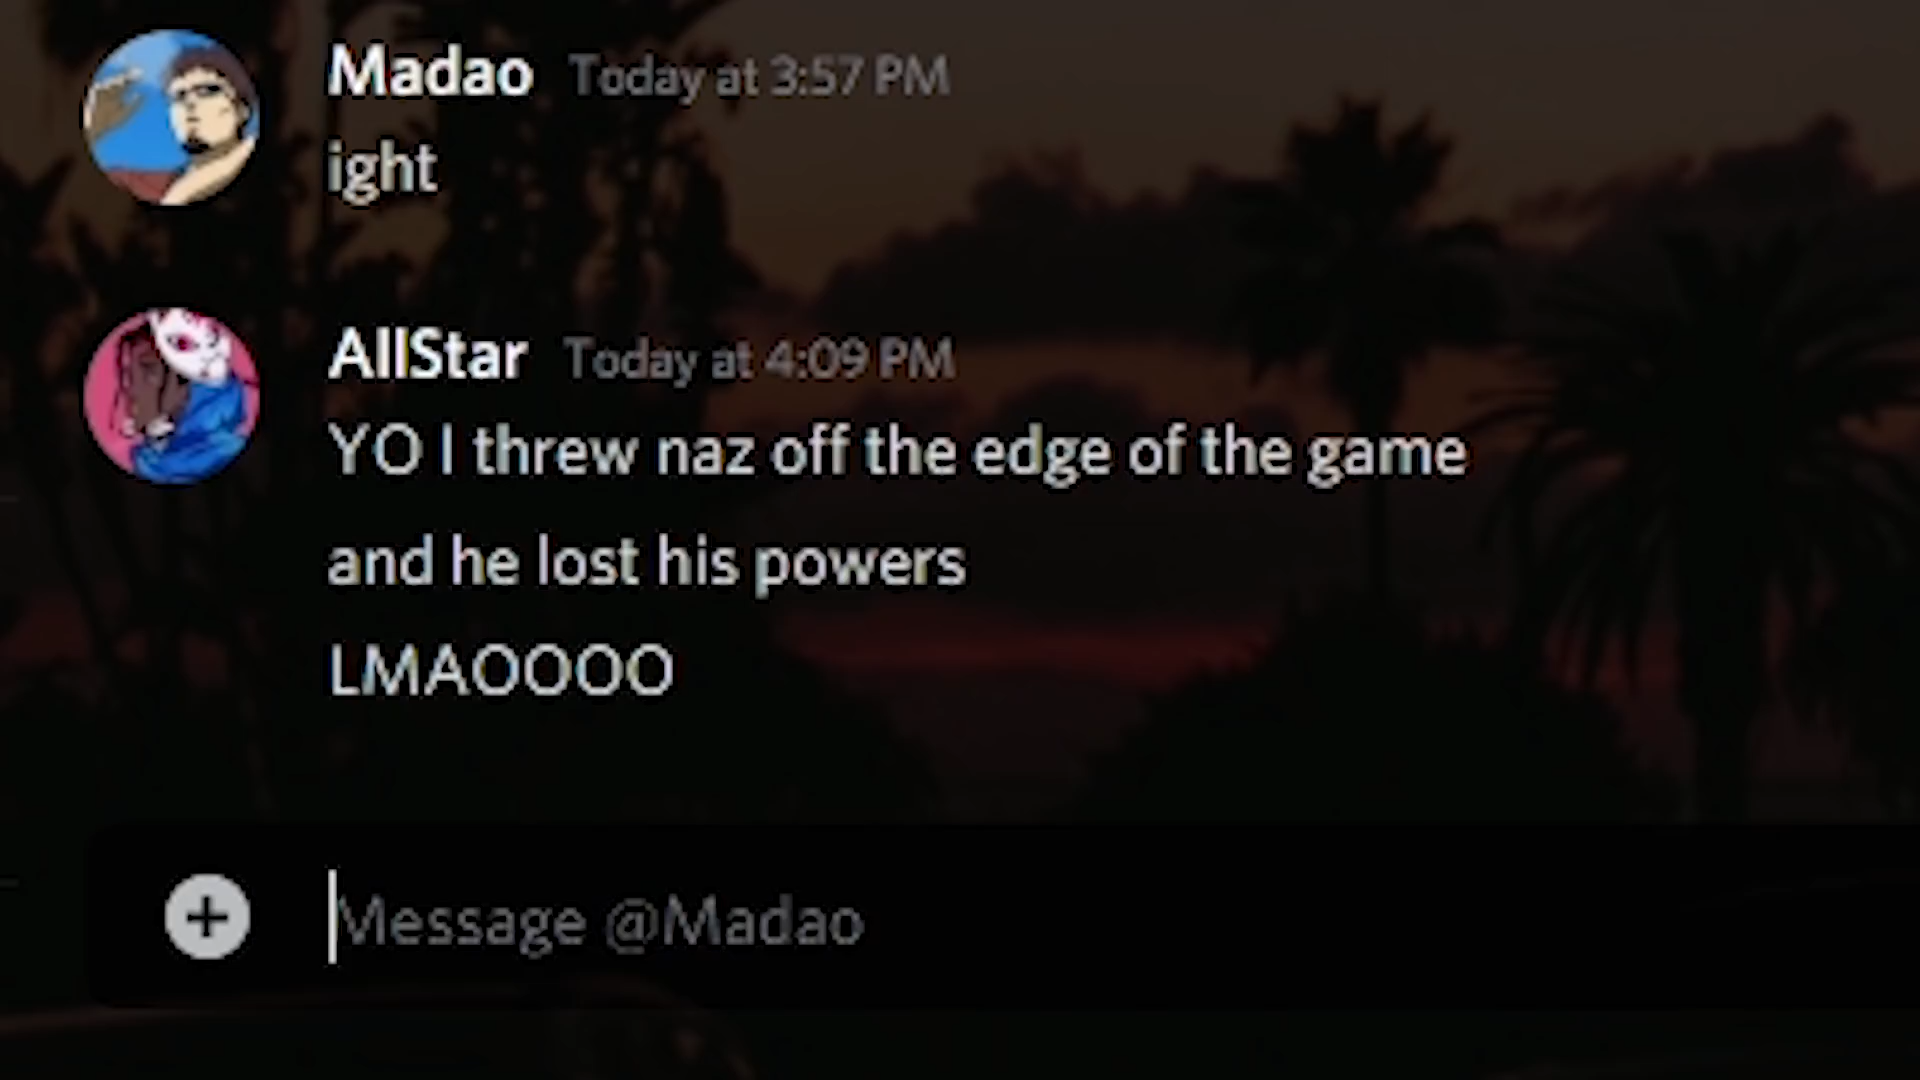 Madao Today at 3:57 PM
ight
AllStar Today at 4:09 PM
YO I threw naz off the edge of the game
and he lost his powers
LMAOOOO
Message @Madao